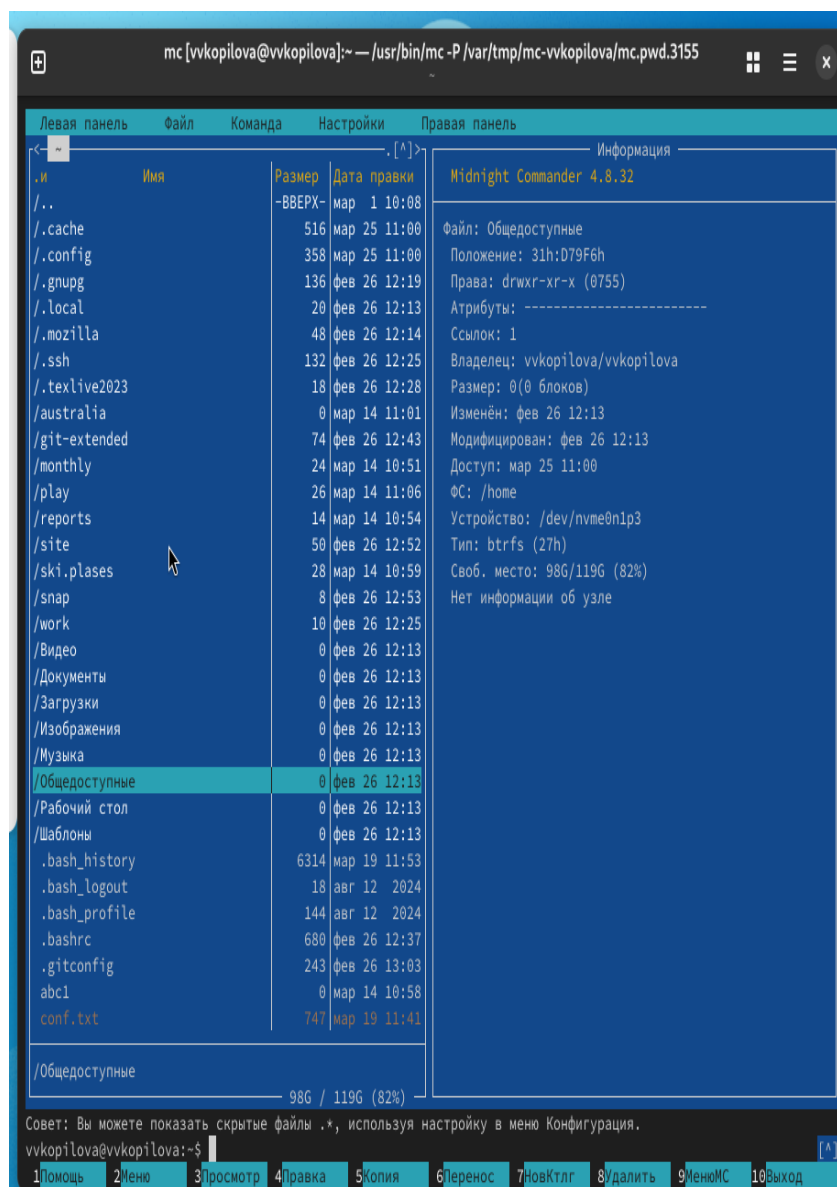 mc [vvkopilova@vvkopilova]:~ — /usr/bin/mc -P /var/tmp/mc-vvkopilova/mc.pwd.3155
~
Левая панель Файл Команда Настройки Правая панель
<─ ~ .[^]>
.и Имя Размер Дата правки
/.. -ВВЕРХ- мар 1 10:08
/.cache 516 мар 25 11:00
/.config 358 мар 25 11:00
/.gnupg 136 фев 26 12:19
/.local 20 фев 26 12:13
/.mozilla 48 фев 26 12:14
/.ssh 132 фев 26 12:25
/.texlive2023 18 фев 26 12:28
/australia 0 мар 14 11:01
/git-extended 74 фев 26 12:43
/monthly 24 мар 14 10:51
/play 26 мар 14 11:06
/reports 14 мар 14 10:54
/site 50 фев 26 12:52
/ski.plases 28 мар 14 10:59
/snap 8 фев 26 12:53
/work 10 фев 26 12:25
/Видео 0 фев 26 12:13
/Документы 0 фев 26 12:13
/Загрузки 0 фев 26 12:13
/Изображения 0 фев 26 12:13
/Музыка 0 фев 26 12:13
/Общедоступные 0 фев 26 12:13
/Рабочий стол 0 фев 26 12:13
/Шаблоны 0 фев 26 12:13
.bash_history 6314 мар 19 11:53
.bash_logout 18 авг 12 2024
.bash_profile 144 авг 12 2024
.bashrc 680 фев 26 12:37
.gitconfig 243 фев 26 13:03
abc1 0 мар 14 10:58
conf.txt 747 мар 19 11:41
/Общедоступные
98G / 119G (82%)
Информация
Midnight Commander 4.8.32
Файл: Общедоступные
Положение: 31h:D79F6h
Права: drwxr-xr-x (0755)
Атрибуты: -------------------------
Ссылок: 1
Владелец: vvkopilova/vvkopilova
Размер: 0(0 блоков)
Изменён: фев 26 12:13
Модифицирован: фев 26 12:13
Доступ: мар 25 11:00
ФС: /home
Устройство: /dev/nvme0n1p3
Тип: btrfs (27h)
Своб. место: 98G/119G (82%)
Нет информации об узле
Совет: Вы можете показать скрытые файлы .*, используя настройку в меню Конфигурация.
vvkopilova@vvkopilova:~$ [^]
1Помощь 2Меню 3Просмотр 4Правка 5Копия 6Перенос 7НовКтлг 8Удалить 9МенюMC 10Выход